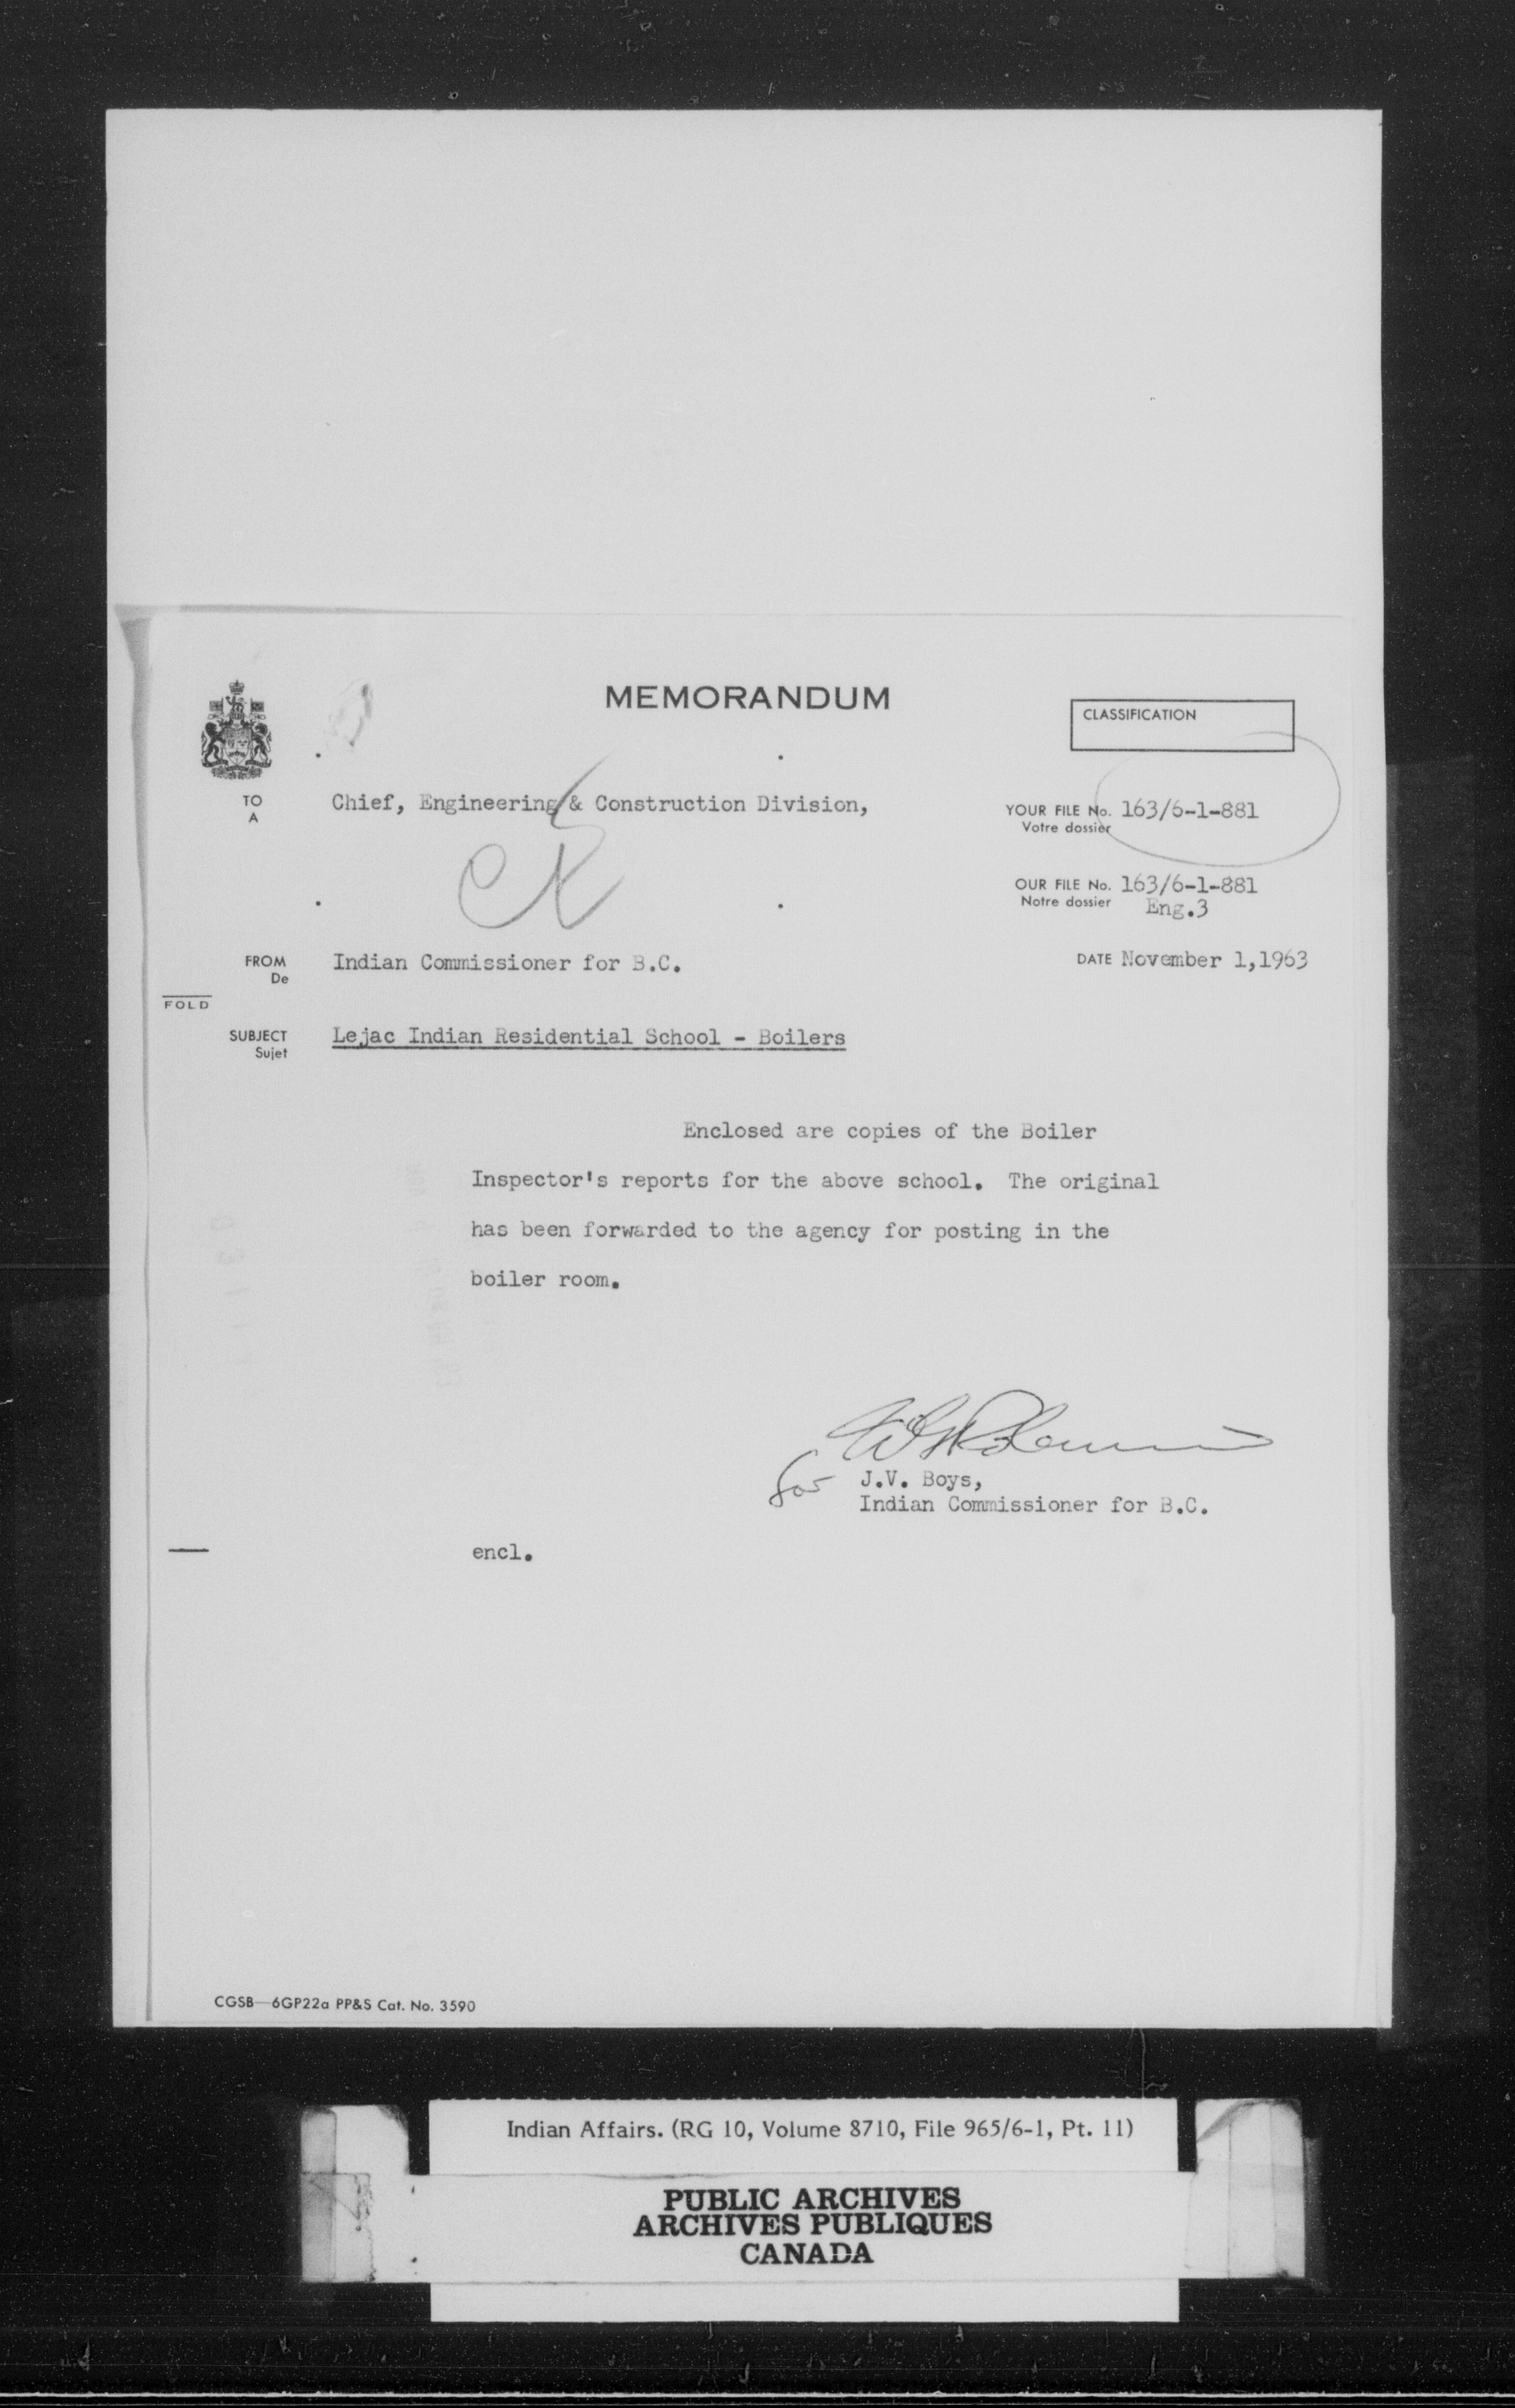 MEMORANDUM
CLASSIFICATION
TO
A
Chief, Engineering & Construction Division,
YOUR FILE No. 163/6-1-881
Votre dossier
OUR FILE No. 163/6-1-881
Notre dossier Eng.3
FROM
De
Indian Commissioner for B.C.
DATE November 1,1963
FOLD
SUBJECT
Sujet
Lejac Indian Residential School - Boilers
Enclosed are copies of the Boiler
Inspector's reports for the above school. The original
has been forwarded to the agency for posting in the
boiler room.
for J.V. Boys,
Indian Commissioner for B.C.
encl.
CGSB-6GP22a PP&S Cat. No. 3590
Indian Affairs. (RG 10, Volume 8710, File 965/6-1, Pt. 11)
PUBLIC ARCHIVES
ARCHIVES PUBLIQUES
CANADA